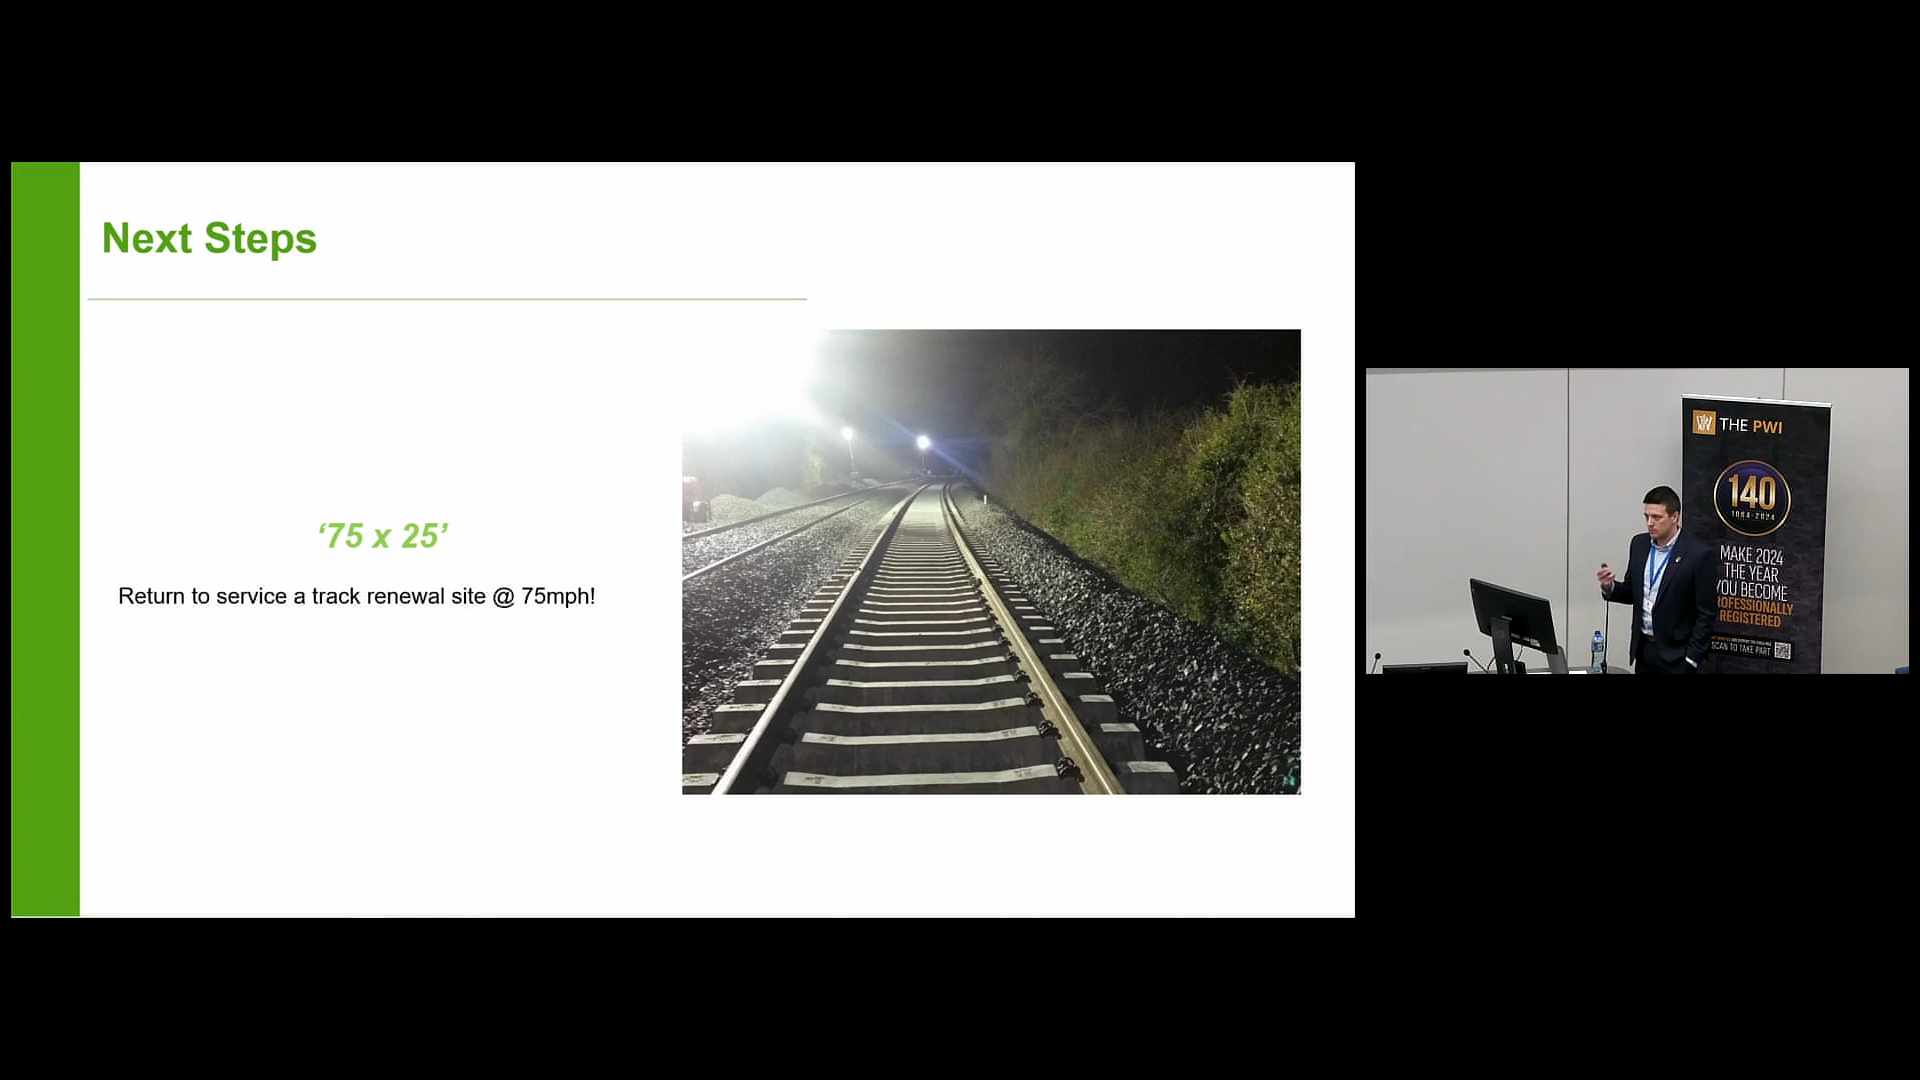 Next Steps
‘75 x 25’
Return to service a track renewal site @ 75mph!
THE PWI
140
1884-2024
MAKE 2024
THE YEAR
YOU BECOME
ROFESSIONALLY
REGISTERED
SCAN TO TAKE PART